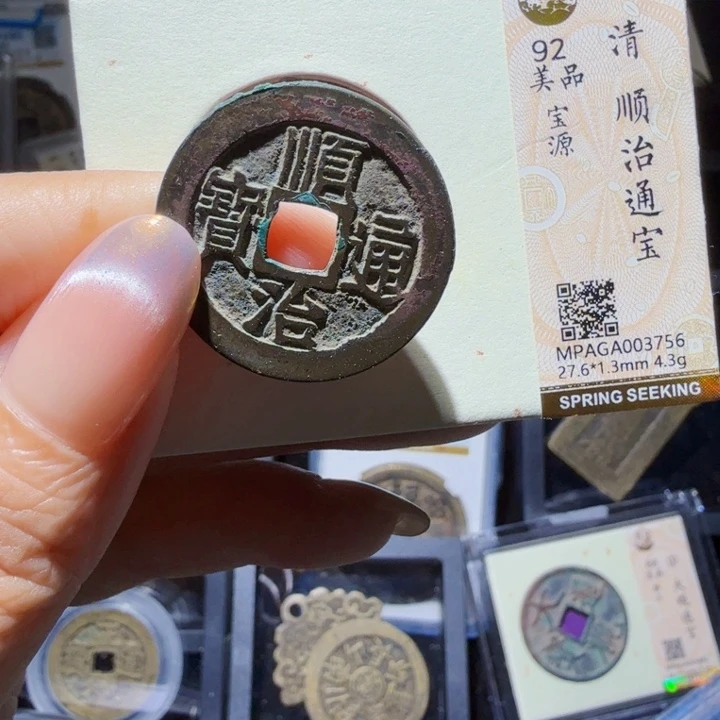 順
治
通
寳
清
顺治通宝
92
美品
宝源
MPAGA003756
27.6*1.3mm 4.3g
SPRING SEEKING